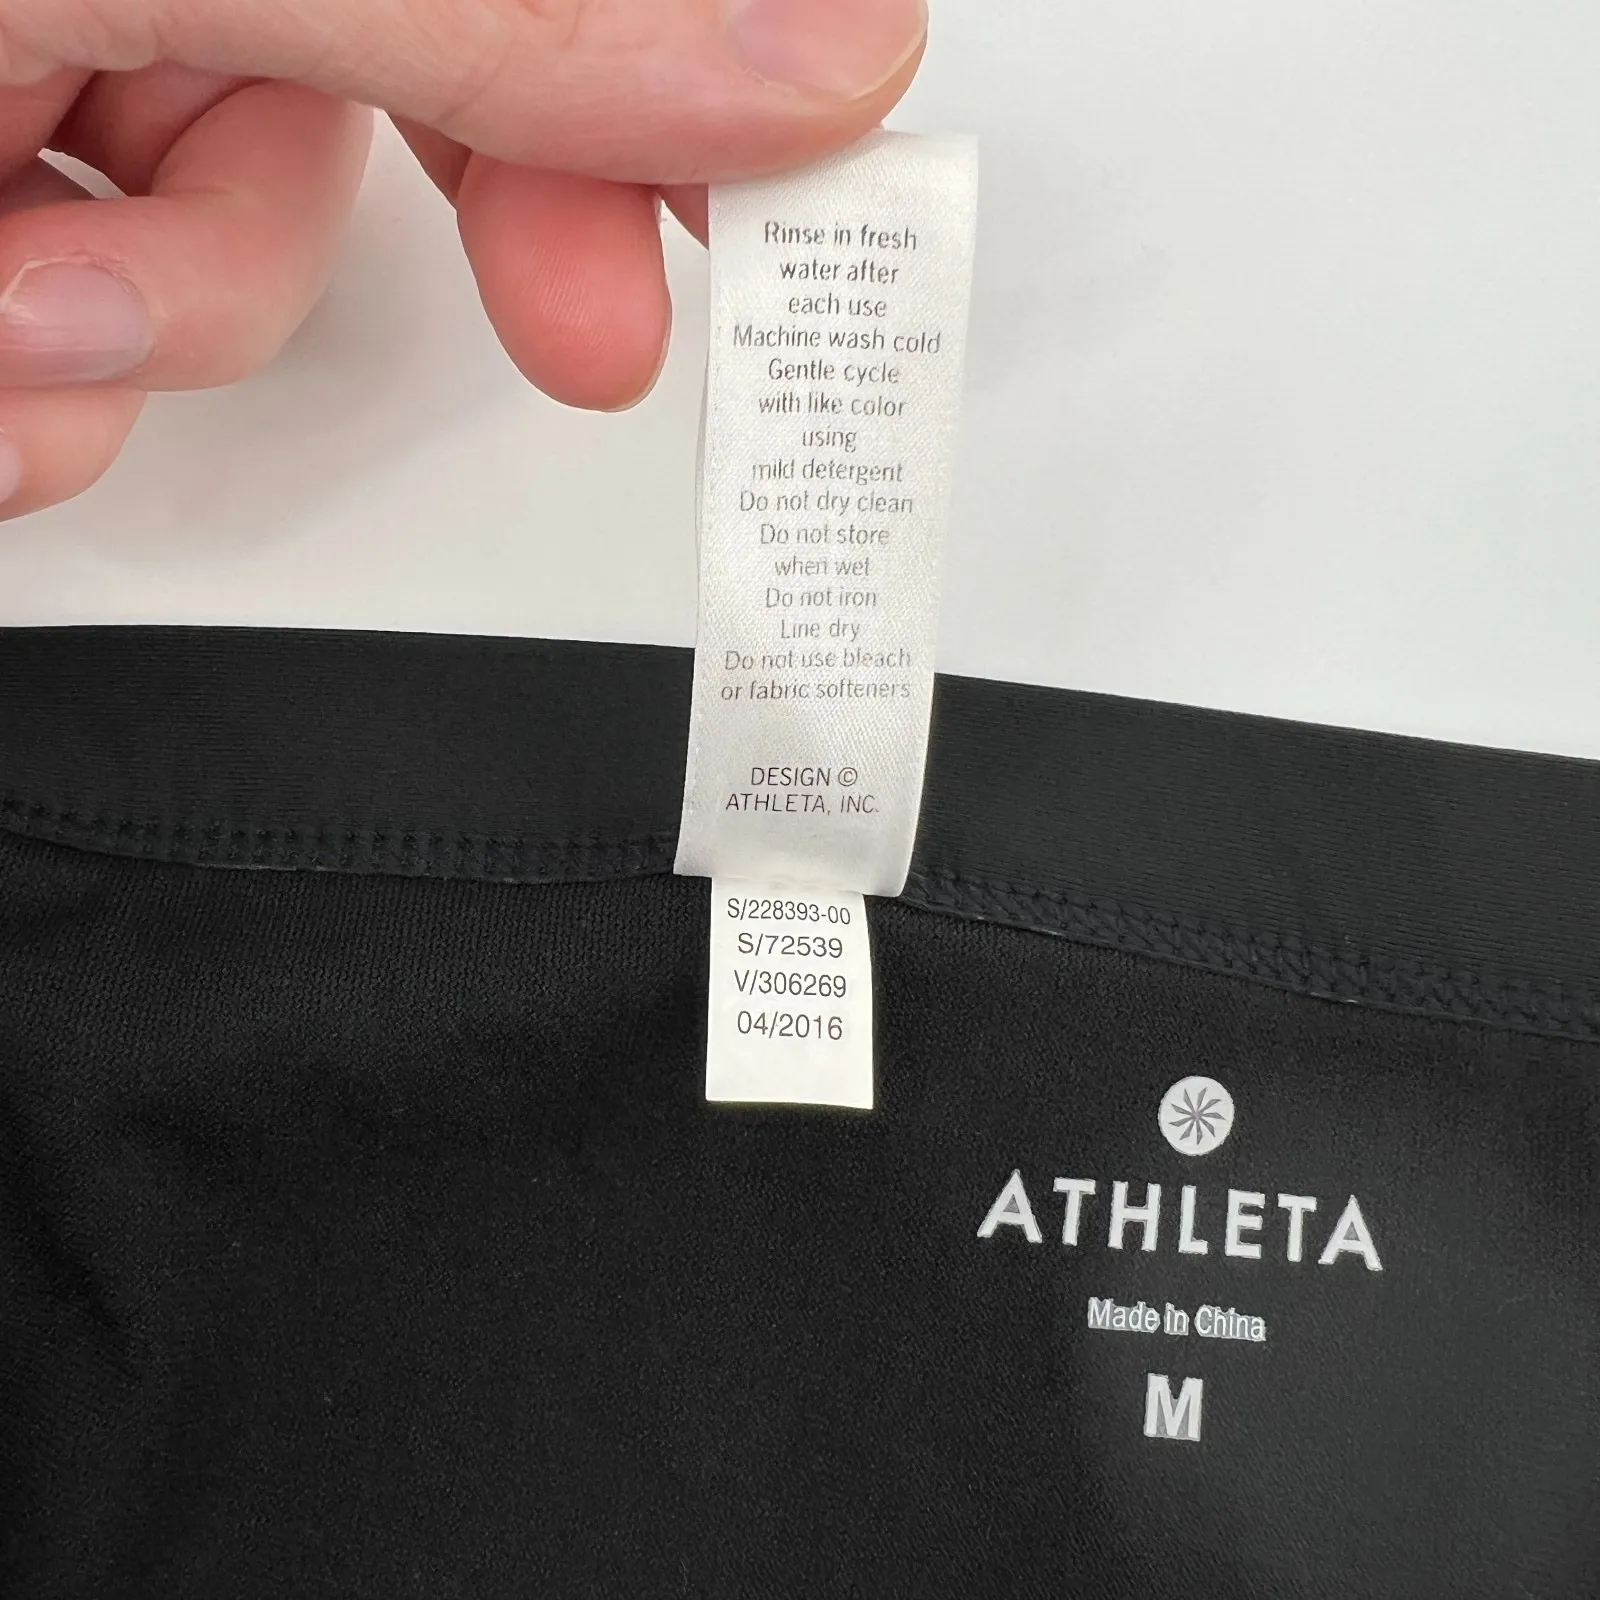 Rinse in fresh
water after
each use
Machine wash cold
Gentle cycle
with like color
using
mild detergent
Do not dry clean
Do not store
when wet
Do not iron
Line dry
Do not use bleach
or fabric softeners
DESIGN ©
ATHLETA, INC.
S/228393-00
S/72539
V/306269
04/2016
ATHLETA
Made in China
M